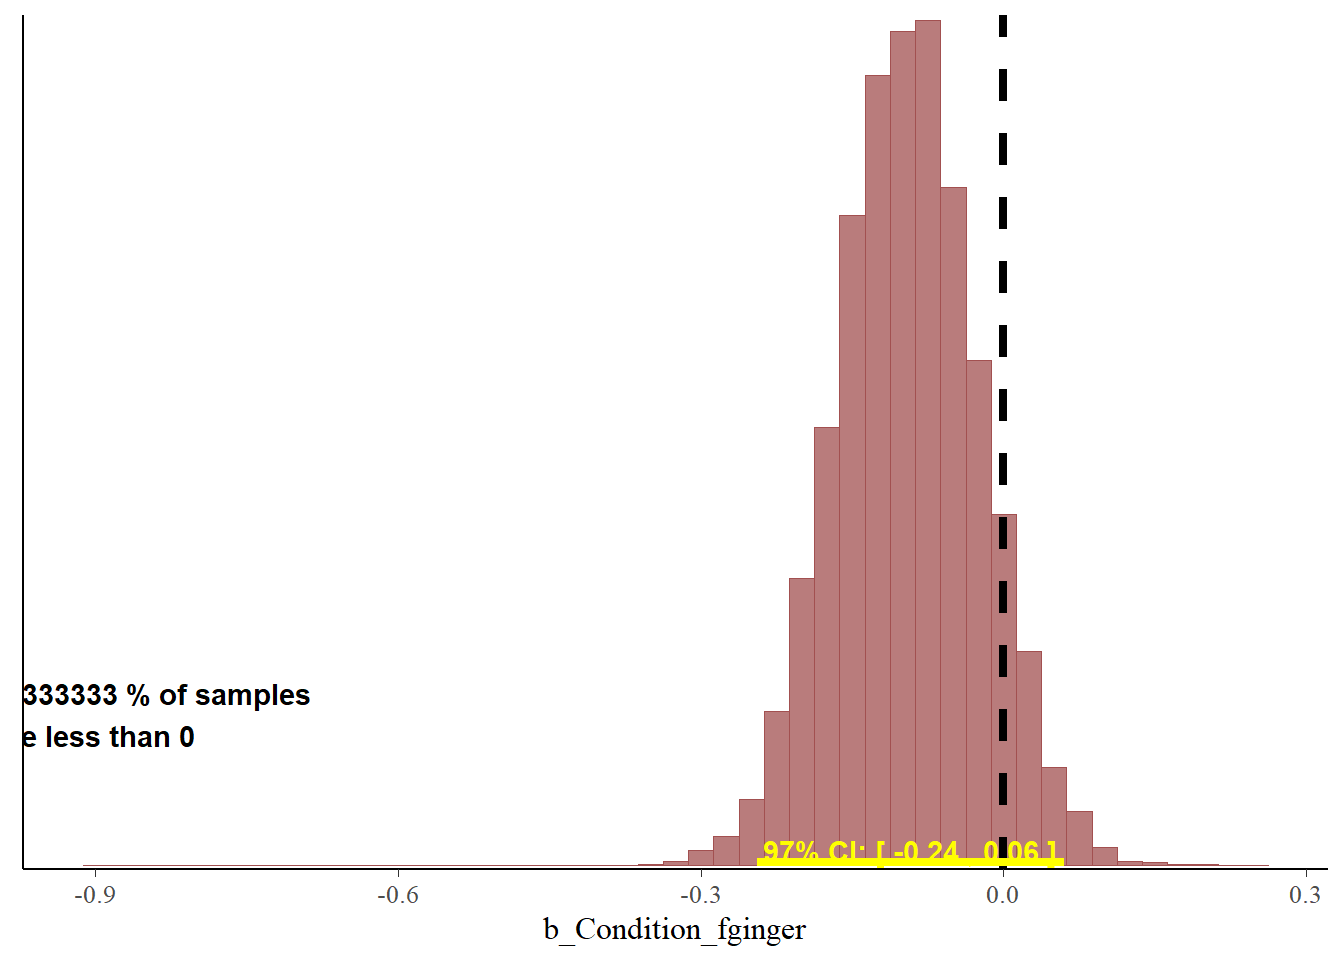 333333 % of samples
e less than 0
97% CI: [ -0.24 0.06 ]
-0.9 -0.6 -0.3 0.0 0.3
b_Condition_fginger